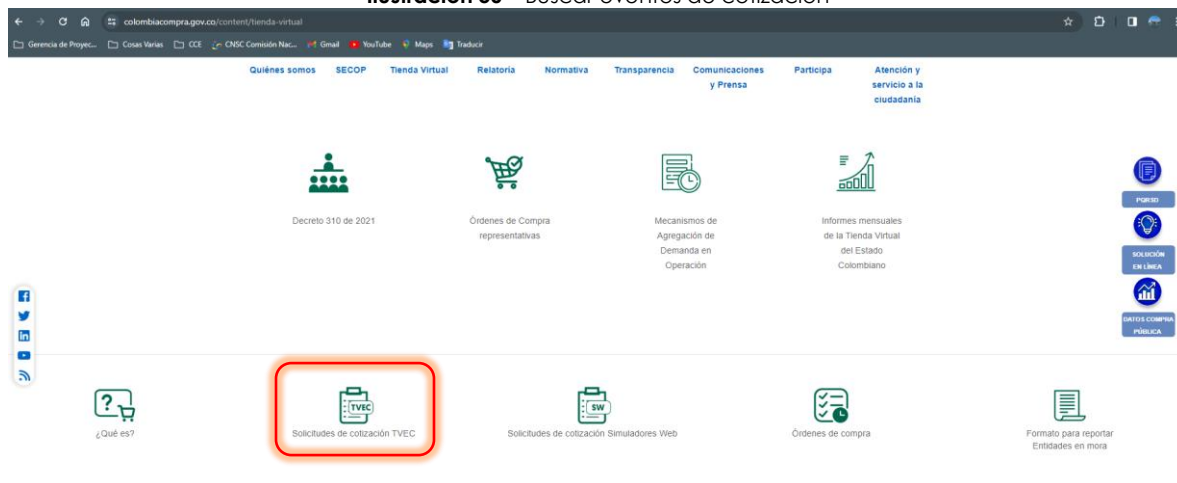 Buscar eventos de cotización
colombiacompra.gov.co/content/tienda-virtual
Gerencia de Proyec... Cosas Varias CCE CNSC Comisión Nac... Gmail YouTube Maps Traducir
Quiénes somos SECOP Tienda Virtual Relatoría Normativa Transparencia Comunicaciones Participa Atención y
y Prensa servicio a la
ciudadanía
Decreto 310 de 2021 Órdenes de Compra Mecanismos de Informes mensuales
representativas Agregación de de la Tienda Virtual
Demanda en del Estado
Operación Colombiano
PQRSD
SOLUCIÓN
EN LÍNEA
DATOS COMPRA
PÚBLICA
TVEC SW
¿Qué es? Solicitudes de cotización TVEC Solicitudes de cotización Simuladores Web Órdenes de compra Formato para reportar
Entidades en mora